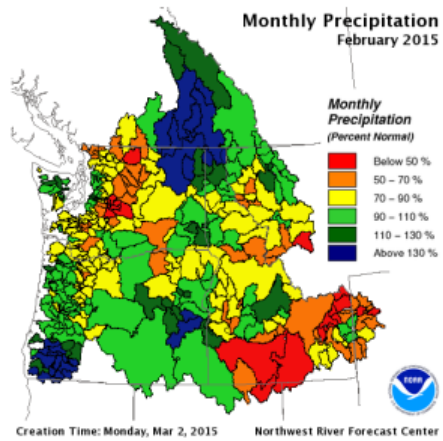 Monthly Precipitation
February 2015
Monthly
Precipitation
(Percent Normal)
Below 50 %
50 - 70 %
70 - 90 %
90 - 110 %
110 - 130 %
Above 130 %
noaa
Creation Time: Monday, Mar 2, 2015
Northwest River Forecast Center